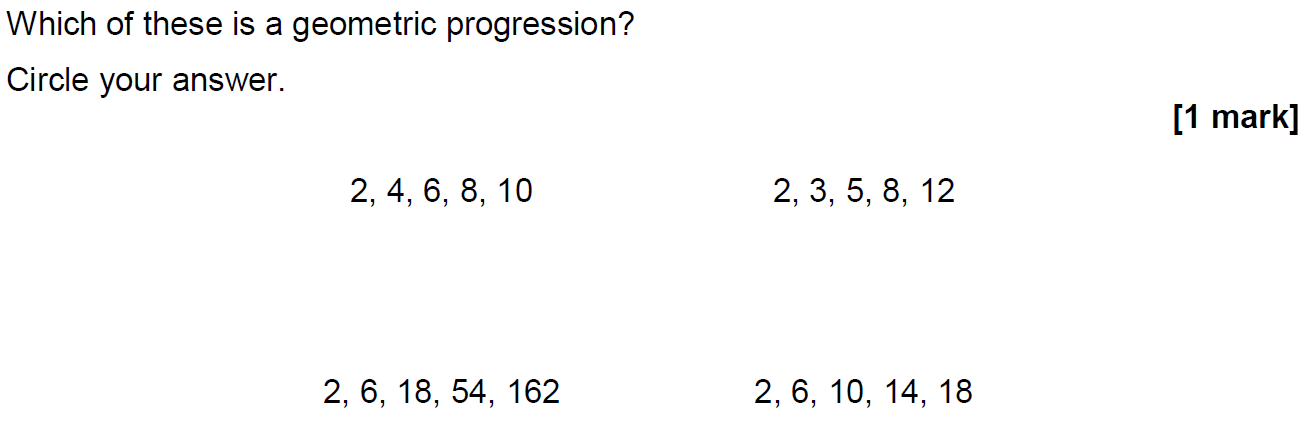 Which of these is a geometric progression?
Circle your answer.
[1 mark]
2, 4, 6, 8, 10
2, 3, 5, 8, 12
2, 6, 18, 54, 162
2, 6, 10, 14, 18